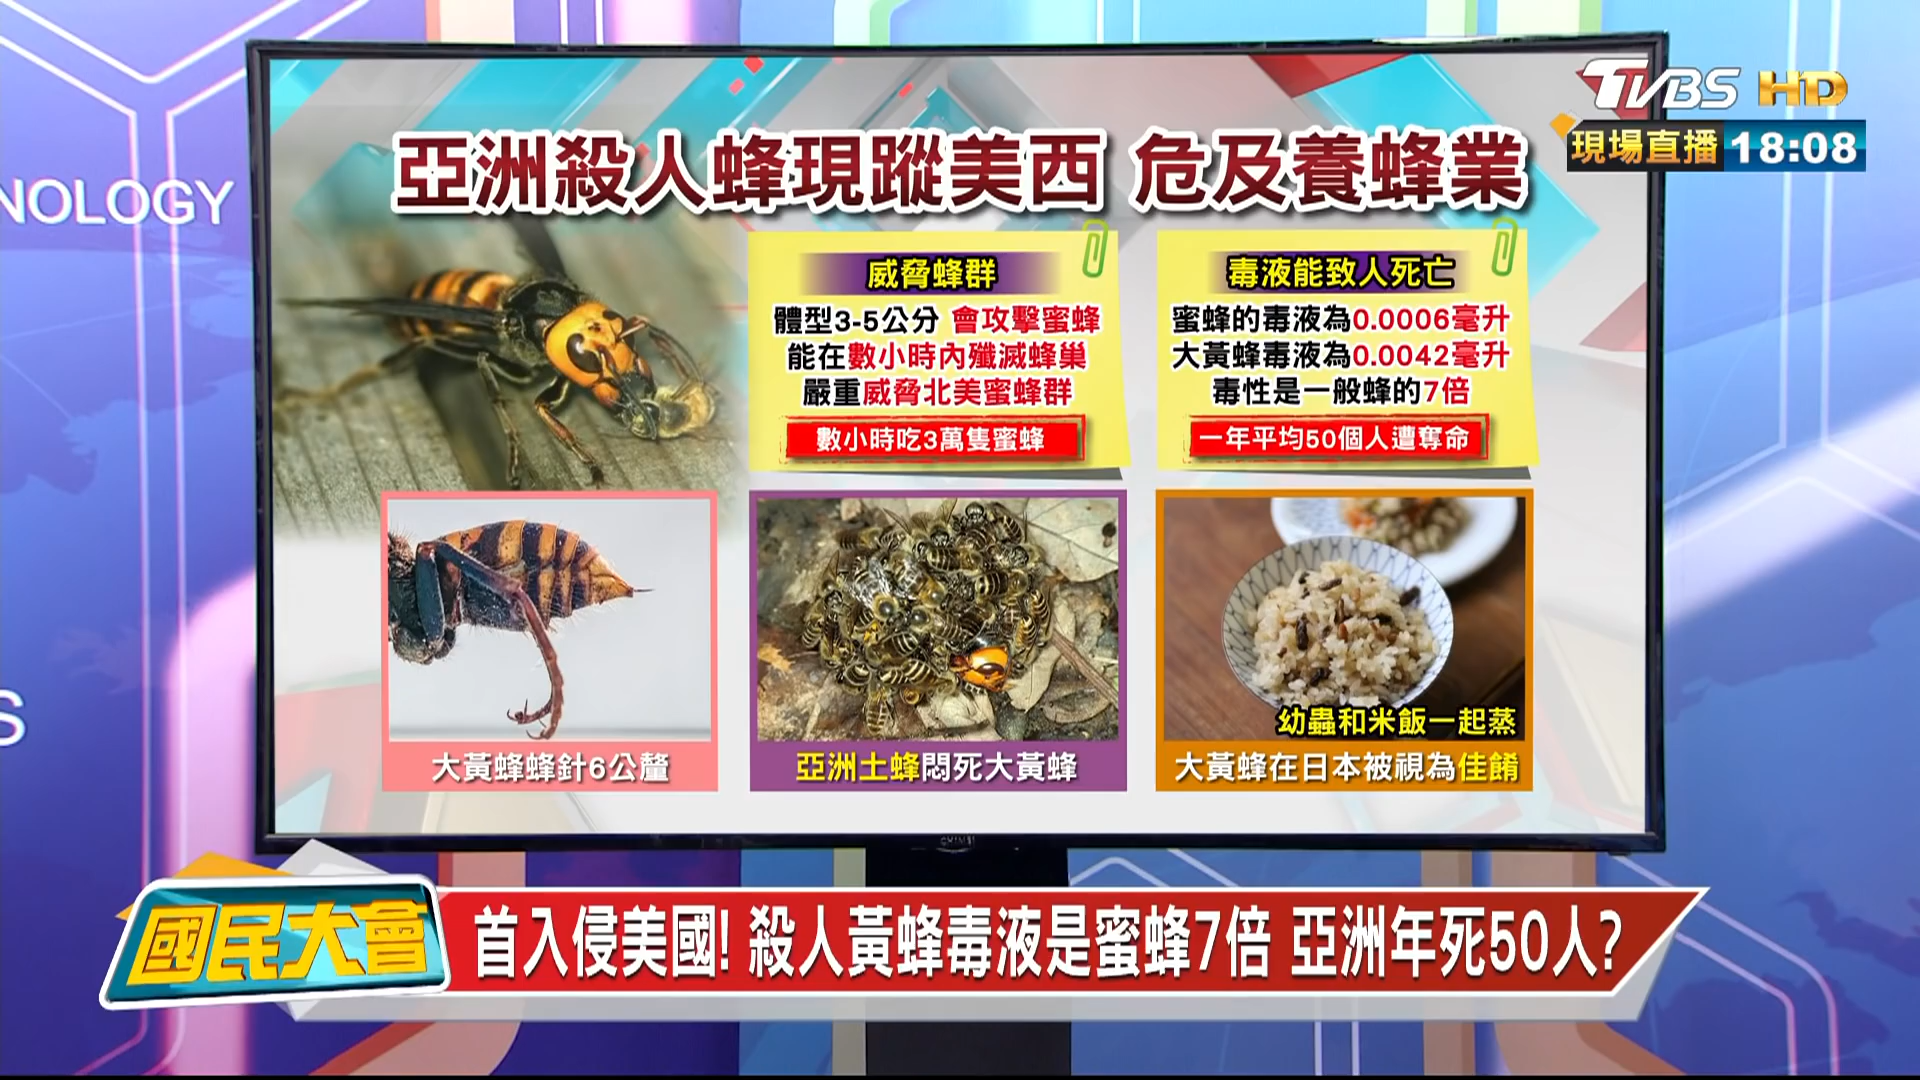 NOLOGY
S
TVBS HD
現場直播 18:08
亞洲殺人蜂現蹤美西 危及養蜂業
威脅蜂群
體型3-5公分 會攻擊蜜蜂
能在數小時內殲滅蜂巢
嚴重威脅北美蜜蜂群
數小時吃3萬隻蜜蜂
毒液能致人死亡
蜜蜂的毒液為0.0006毫升
大黃蜂毒液為0.0042毫升
毒性是一般蜂的7倍
一年平均50個人遭奪命
大黃蜂蜂針6公釐
亞洲土蜂悶死大黃蜂
幼蟲和米飯一起蒸
大黃蜂在日本被視為佳餚
CHIMEI
國民大會
首入侵美國! 殺人黃蜂毒液是蜜蜂7倍 亞洲年死50人?